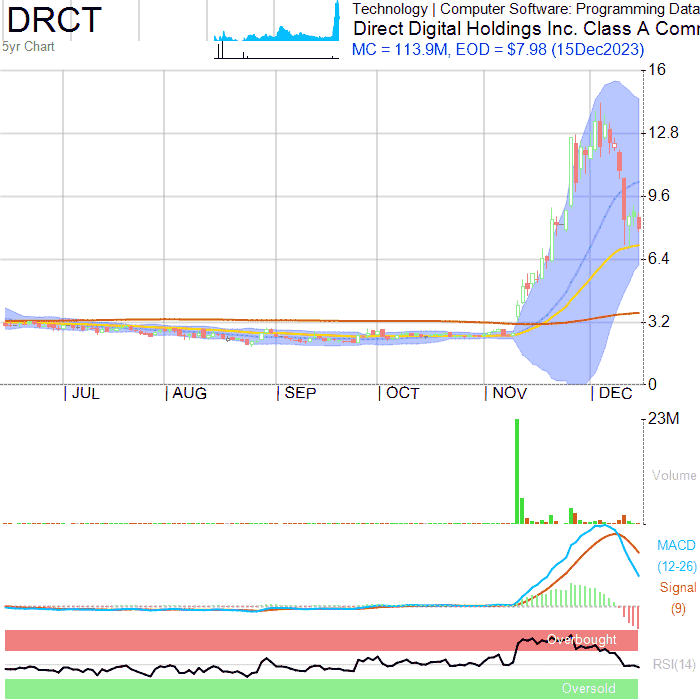 DRCT
5yr Chart
Technology | Computer Software: Programming Data
Direct Digital Holdings Inc. Class A Com
MC = 113.9M, EOD = $7.98 (15Dec2023)
16
12.8
9.6
6.4
3.2
0
JUL
AUG
SEP
OCT
NOV
DEC
23M
Volume
MACD
(12-26)
Signal
(9)
Overbought
RSI(14)
Oversold